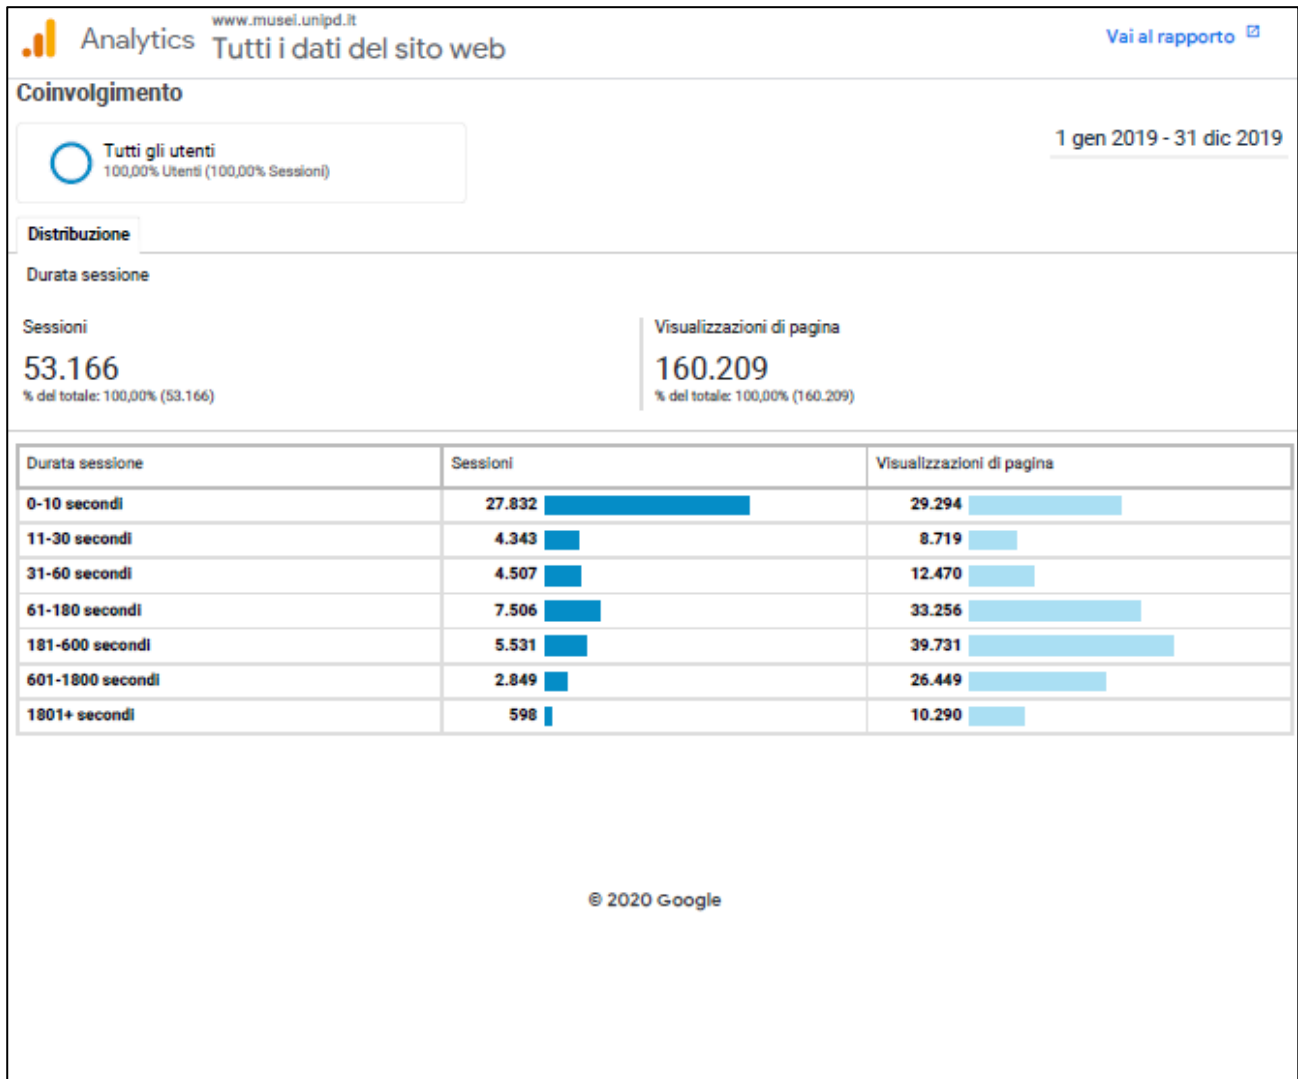 www.musei.unipd.it
Analytics Tutti i dati del sito web
Vai al rapporto
Coinvolgimento
Tutti gli utenti
100,00% Utenti (100,00% Sessioni)
1 gen 2019 - 31 dic 2019
Distribuzione
Durata sessione
Sessioni
53.166
% del totale: 100,00% (53.166)
Visualizzazioni di pagina
160.209
% del totale: 100,00% (160.209)
Durata sessione Sessioni Visualizzazioni di pagina
0-10 secondi 27.832 29.294
11-30 secondi 4.343 8.719
31-60 secondi 4.507 12.470
61-180 secondi 7.506 33.256
181-600 secondi 5.531 39.731
601-1800 secondi 2.849 26.449
1801+ secondi 598 10.290
© 2020 Google